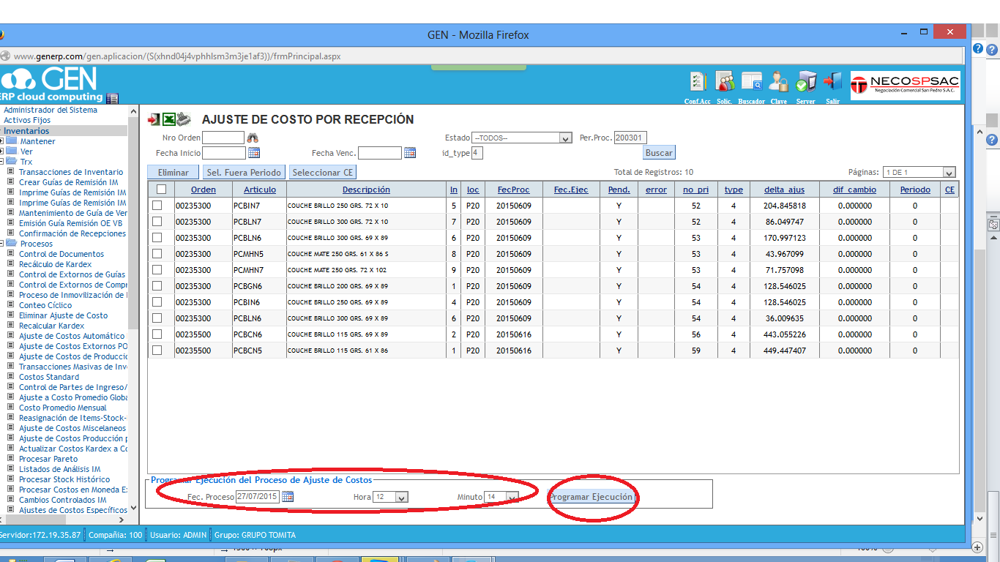 GEN - Mozilla Firefox
www.generp.com/gen.aplicacion/(S(xhnd04j4vphhlsm3m3je1af3))/frmPrincipal.aspx
GEN
ERP cloud computing
Conf.Acc Solic. Buscador Clave Server Salir
NECOSPSAC
Negociación Comercial San Pedro S.A.C.
Administrador del Sistema
Activos Fijos
Inventarios
Mantener
Ver
Trx
Transacciones de Inventario
Crear Guías de Remisión IM
Imprime Guías de Remisión IM
Imprime Guías de Remisión IM
Mantenimiento de Guía de Ver
Emisión Guía Remisión OE VB
Confirmación de Recepciones
Procesos
Control de Documentos
Recálculo de Kardex
Control de Extornos de Guías
Control de Extornos de Compr
Proceso de Inmovilización de I
Conteo Cíclico
Eliminar Ajuste de Costo
Recalcular Kardex
Ajuste de Costos Automático
Ajuste de Costos Externos PO
Ajuste de Costos de Producció
Transacciones Masivas de Inv
Costos Standard
Control de Partes de Ingreso/
Ajuste a Costo Promedio Globa
Costo Promedio Mensual
Reasignación de Items-Stock-
Ajuste de Costos Miscelaneos
Ajuste de Costos Producción p
Actualizar Costos Kardex a Co
Procesar Pareto
Listados de Análisis IM
Procesar Stock Histórico
Procesar Costos en Moneda E
Cambios Controlados IM
Ajustes de Costos Específicos
AJUSTE DE COSTO POR RECEPCIÓN
Nro Orden Estado --TODOS-- Per.Proc. 200301
Fecha Inicio Fecha Venc. id_type 4 Buscar
Eliminar Sel. Fuera Periodo Seleccionar CE Total de Registros: 10 Páginas: 1 DE 1
Orden Articulo Descripción ln loc FecProc Fec.Ejec Pend. error no_pri type delta_ajus dif_cambio Periodo CE
00235300 PCBIN7 COUCHE BRILLO 250 GRS. 72 X 10 5 P20 20150609 Y 52 4 204.845818 0.000000 0
00235300 PCBLN7 COUCHE BRILLO 300 GRS. 72 X 10 7 P20 20150609 Y 52 4 86.049747 0.000000 0
00235300 PCBLN6 COUCHE BRILLO 300 GRS. 69 X 89 6 P20 20150609 Y 53 4 170.997123 0.000000 0
00235300 PCMHN5 COUCHE MATE 250 GRS. 61 X 86 S 8 P20 20150609 Y 53 4 43.967099 0.000000 0
00235300 PCMHN7 COUCHE MATE 250 GRS. 72 X 102 9 P20 20150609 Y 53 4 71.757098 0.000000 0
00235300 PCBGN6 COUCHE BRILLO 200 GRS. 69 X 89 1 P20 20150609 Y 54 4 128.546025 0.000000 0
00235300 PCBIN6 COUCHE BRILLO 250 GRS. 69 X 89 4 P20 20150609 Y 54 4 128.546025 0.000000 0
00235300 PCBLN6 COUCHE BRILLO 300 GRS. 69 X 89 6 P20 20150609 Y 54 4 36.009635 0.000000 0
00235500 PCBCN6 COUCHE BRILLO 115 GRS. 69 X 89 2 P20 20150616 Y 56 4 443.055226 0.000000 0
00235500 PCBCN5 COUCHE BRILLO 115 GRS. 61 X 86 1 P20 20150616 Y 59 4 449.447407 0.000000 0
Programar Ejecución del Proceso de Ajuste de Costos
Fec. Proceso 27/07/2015 Hora 12 Minuto 14 Programar Ejecución
Servidor:172.19.35.87 Compañia: 100 Usuario: ADMIN Grupo: GRUPO TOMITA